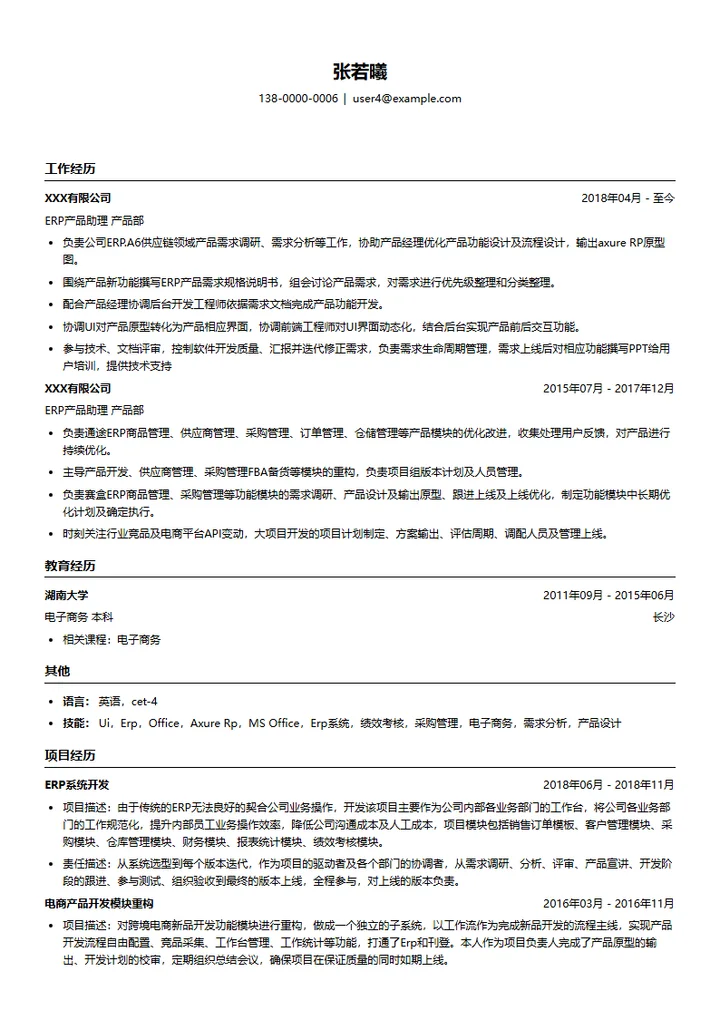 张若曦
138-0000-0006 | user4@example.com
工作经历
XXX有限公司 2018年04月 - 至今
ERP产品助理 产品部
• 负责公司ERP.A6供应链领域产品需求调研、需求分析等工作，协助产品经理优化产品功能设计及流程设计，输出axure RP原型
图。
• 围绕产品新功能撰写ERP产品需求规格说明书，组会讨论产品需求，对需求进行优先级整理和分类整理。
• 配合产品经理协调后台开发工程师依据需求文档完成产品功能开发。
• 协调UI对产品原型转化为产品相应界面，协调前端工程师对UI界面动态化，结合后台实现产品前后交互功能。
• 参与技术、文档评审，控制软件开发质量、汇报并迭代修正需求，负责需求生命周期管理，需求上线后对相应功能撰写PPT给用
户培训，提供技术支持
XXX有限公司 2015年07月 - 2017年12月
ERP产品助理 产品部
• 负责通途ERP商品管理、供应商管理、采购管理、订单管理、仓储管理等产品模块的优化改进，收集处理用户反馈，对产品进行
持续优化。
• 主导产品开发、供应商管理、采购管理FBA备货等模块的重构，负责项目组版本计划及人员管理。
• 负责赛盒ERP商品管理、采购管理等功能模块的需求调研、产品设计及输出原型、跟进上线及上线优化，制定功能模块中长期优
化计划及确定执行。
• 时刻关注行业竞品及电商平台API变动，大项目开发的项目计划制定、方案输出、评估周期、调配人员及管理上线。
教育经历
湖南大学 2011年09月 - 2015年06月
电子商务 本科 长沙
• 相关课程：电子商务
其他
• 语言： 英语，cet-4
• 技能： Ui，Erp，Office，Axure Rp，MS Office，Erp系统，绩效考核，采购管理，电子商务，需求分析，产品设计
项目经历
ERP系统开发 2018年06月 - 2018年11月
• 项目描述：由于传统的ERP无法良好的契合公司业务操作，开发该项目主要作为公司内部各业务部门的工作台，将公司各业务部
门的工作规范化，提升内部员工业务操作效率，降低公司沟通成本及人工成本，项目模块包括销售订单模板、客户管理模块、采
购模块、仓库管理模块、财务模块、报表统计模块、绩效考核模块。
• 责任描述：从系统选型到每个版本迭代，作为项目的驱动者及各个部门的协调者，从需求调研、分析、评审、产品宣讲、开发阶
段的跟进、参与测试、组织验收到最终的版本上线，全程参与，对上线的版本负责。
电商产品开发模块重构 2016年03月 - 2016年11月
• 项目描述：对跨境电商新品开发功能模块进行重构，做成一个独立的子系统，以工作流作为完成新品开发的流程主线，实现产品
开发流程自由配置、竞品采集、工作台管理、工作统计等功能，打通了Erp和刊登。本人作为项目负责人完成了产品原型的输
出、开发计划的校审，定期组织总结会议，确保项目在保证质量的同时如期上线。